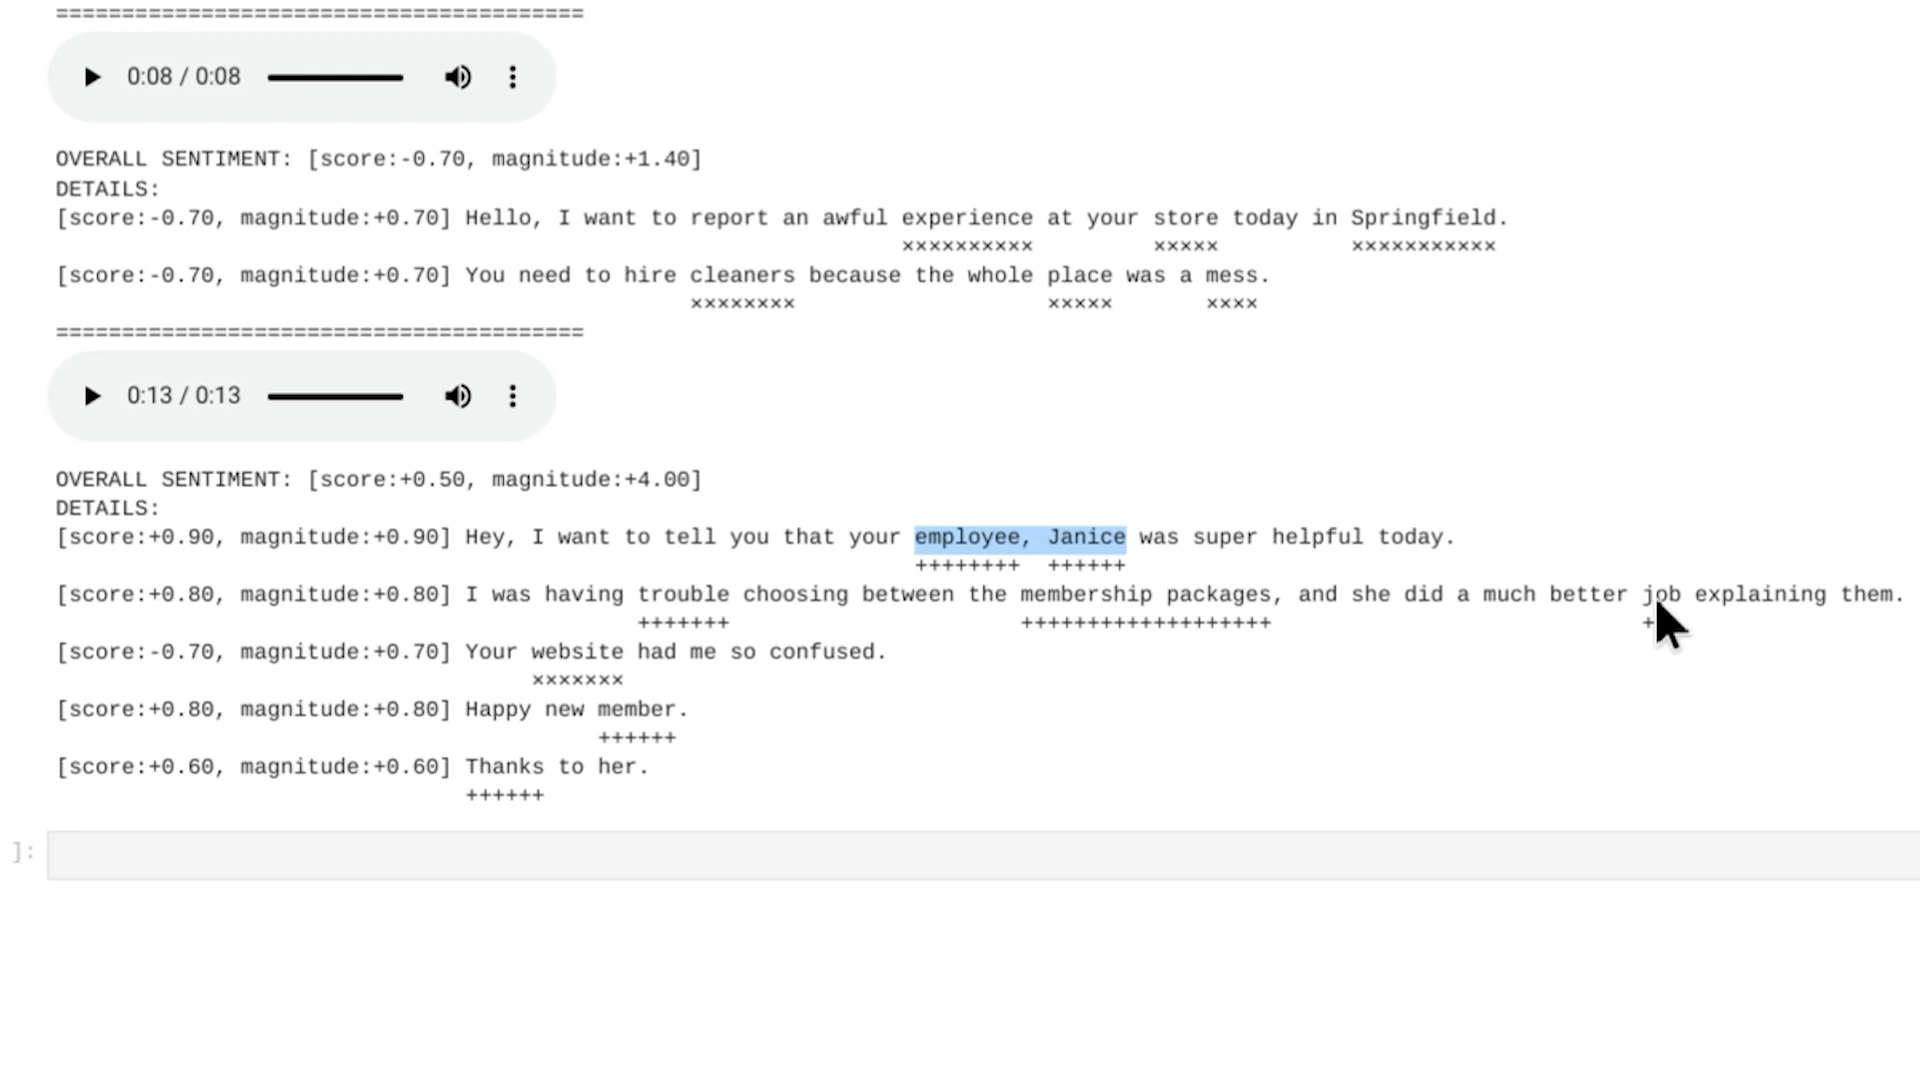 ========================================
0:08 / 0:08
OVERALL SENTIMENT: [score:-0.70, magnitude:+1.40]
DETAILS:
[score:-0.70, magnitude:+0.70] Hello, I want to report an awful experience at your store today in Springfield.
×××××××××× ××××× ×××××××××××
[score:-0.70, magnitude:+0.70] You need to hire cleaners because the whole place was a mess.
×××××××× ××××× ××××
========================================
0:13 / 0:13
OVERALL SENTIMENT: [score:+0.50, magnitude:+4.00]
DETAILS:
[score:+0.90, magnitude:+0.90] Hey, I want to tell you that your employee, Janice was super helpful today.
++++++++ ++++++
[score:+0.80, magnitude:+0.80] I was having trouble choosing between the membership packages, and she did a much better job explaining them.
+++++++ +++++++++++++++++++ +
[score:-0.70, magnitude:+0.70] Your website had me so confused.
×××××××
[score:+0.80, magnitude:+0.80] Happy new member.
++++++
[score:+0.60, magnitude:+0.60] Thanks to her.
++++++
]: